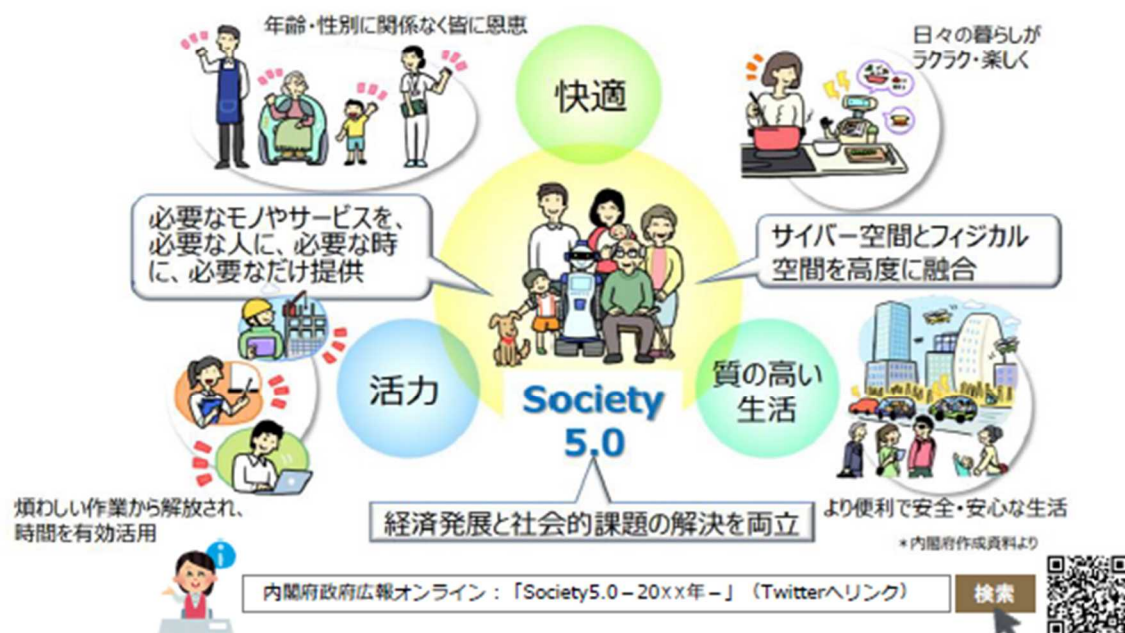 年齢・性別に関係なく皆に恩恵
快適
日々の暮らしが
ラクラク・楽しく
必要なモノやサービスを、
必要な人に、必要な時
に、必要なだけ提供
サイバー空間とフィジカル
空間を高度に融合
活力
質の高い
生活
Society
5.0
煩わしい作業から解放され、
時間を有効活用
経済発展と社会的課題の解決を両立
より便利で安全・安心な生活
*内閣府作成資料より
i
内閣府政府広報オンライン:「Society5.0–20××年–」(Twitterへリンク)
検索